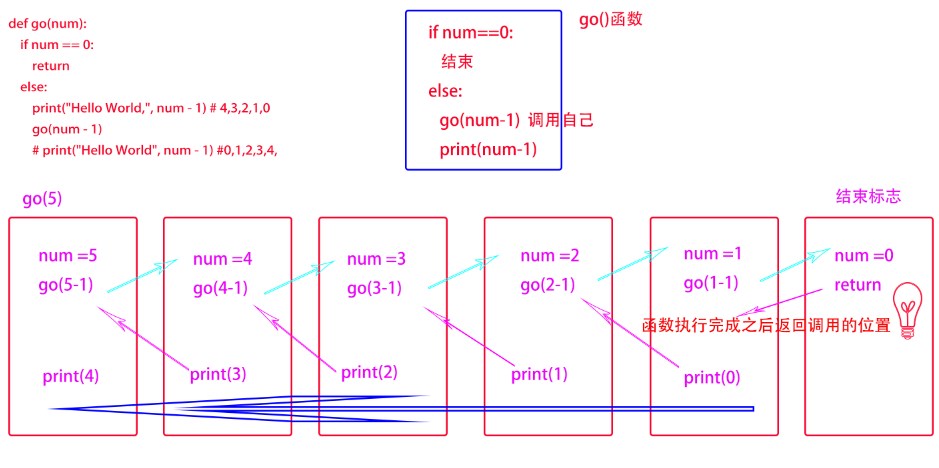 def go(num):
if num == 0:
return
else:
print("Hello World,", num - 1) # 4,3,2,1,0
go(num - 1)
# print("Hello World", num - 1) #0,1,2,3,4,
go()函数
if num==0:
结束
else:
go(num-1) 调用自己
print(num-1)
go(5)
结束标志
num =5
go(5-1)
print(4)
num =4
go(4-1)
print(3)
num =3
go(3-1)
print(2)
num =2
go(2-1)
print(1)
num =1
go(1-1)
print(0)
num =0
return
函数执行完成之后返回调用的位置